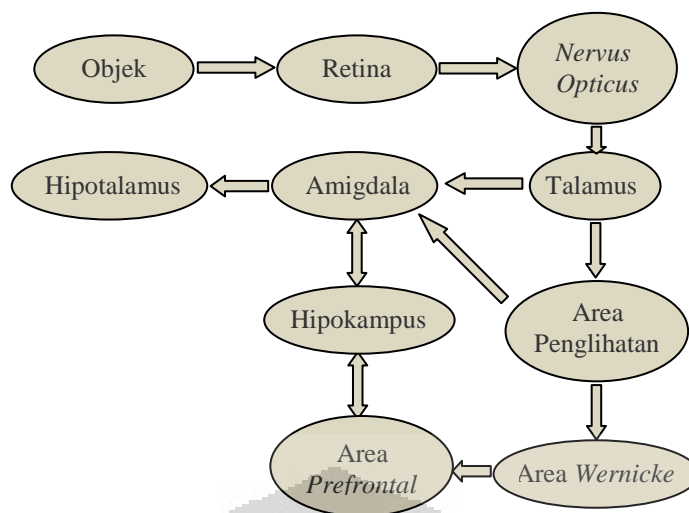 Objek
Retina
Nervus
Opticus
Hipotalamus
Amigdala
Talamus
Hipokampus
Area
Penglihatan
Area
Prefrontal
Area Wernicke